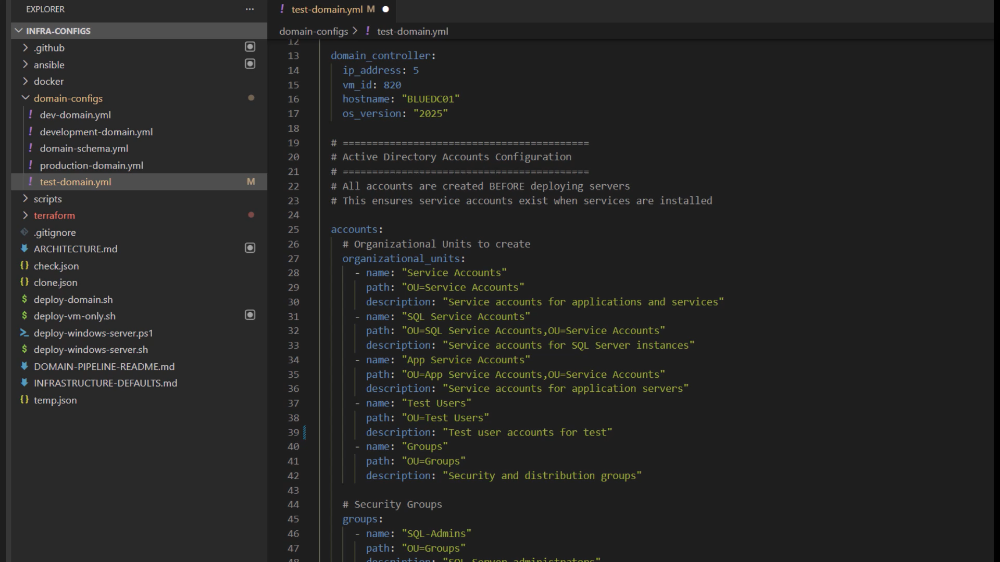 EXPLORER
INFRA-CONFIGS
.github
ansible
docker
domain-configs
dev-domain.yml
development-domain.yml
domain-schema.yml
production-domain.yml
test-domain.yml M
scripts
terraform
.gitignore
ARCHITECTURE.md
{} check.json
{} clone.json
$ deploy-domain.sh
$ deploy-vm-only.sh
deploy-windows-server.ps1
$ deploy-windows-server.sh
DOMAIN-PIPELINE-README.md
INFRASTRUCTURE-DEFAULTS.md
{} temp.json
! test-domain.yml M
domain-configs > ! test-domain.yml
12
13 domain_controller:
14 ip_address: 5
15 vm_id: 820
16 hostname: "BLUEDC01"
17 os_version: "2025"
18
19 # ==========================================
20 # Active Directory Accounts Configuration
21 # ==========================================
22 # All accounts are created BEFORE deploying servers
23 # This ensures service accounts exist when services are installed
24
25 accounts:
26 # Organizational Units to create
27 organizational_units:
28 - name: "Service Accounts"
29 path: "OU=Service Accounts"
30 description: "Service accounts for applications and services"
31 - name: "SQL Service Accounts"
32 path: "OU=SQL Service Accounts,OU=Service Accounts"
33 description: "Service accounts for SQL Server instances"
34 - name: "App Service Accounts"
35 path: "OU=App Service Accounts,OU=Service Accounts"
36 description: "Service accounts for application servers"
37 - name: "Test Users"
38 path: "OU=Test Users"
39 description: "Test user accounts for test"
40 - name: "Groups"
41 path: "OU=Groups"
42 description: "Security and distribution groups"
43
44 # Security Groups
45 groups:
46 - name: "SQL-Admins"
47 path: "OU=Groups"
48 description: "SQL Server administrators"